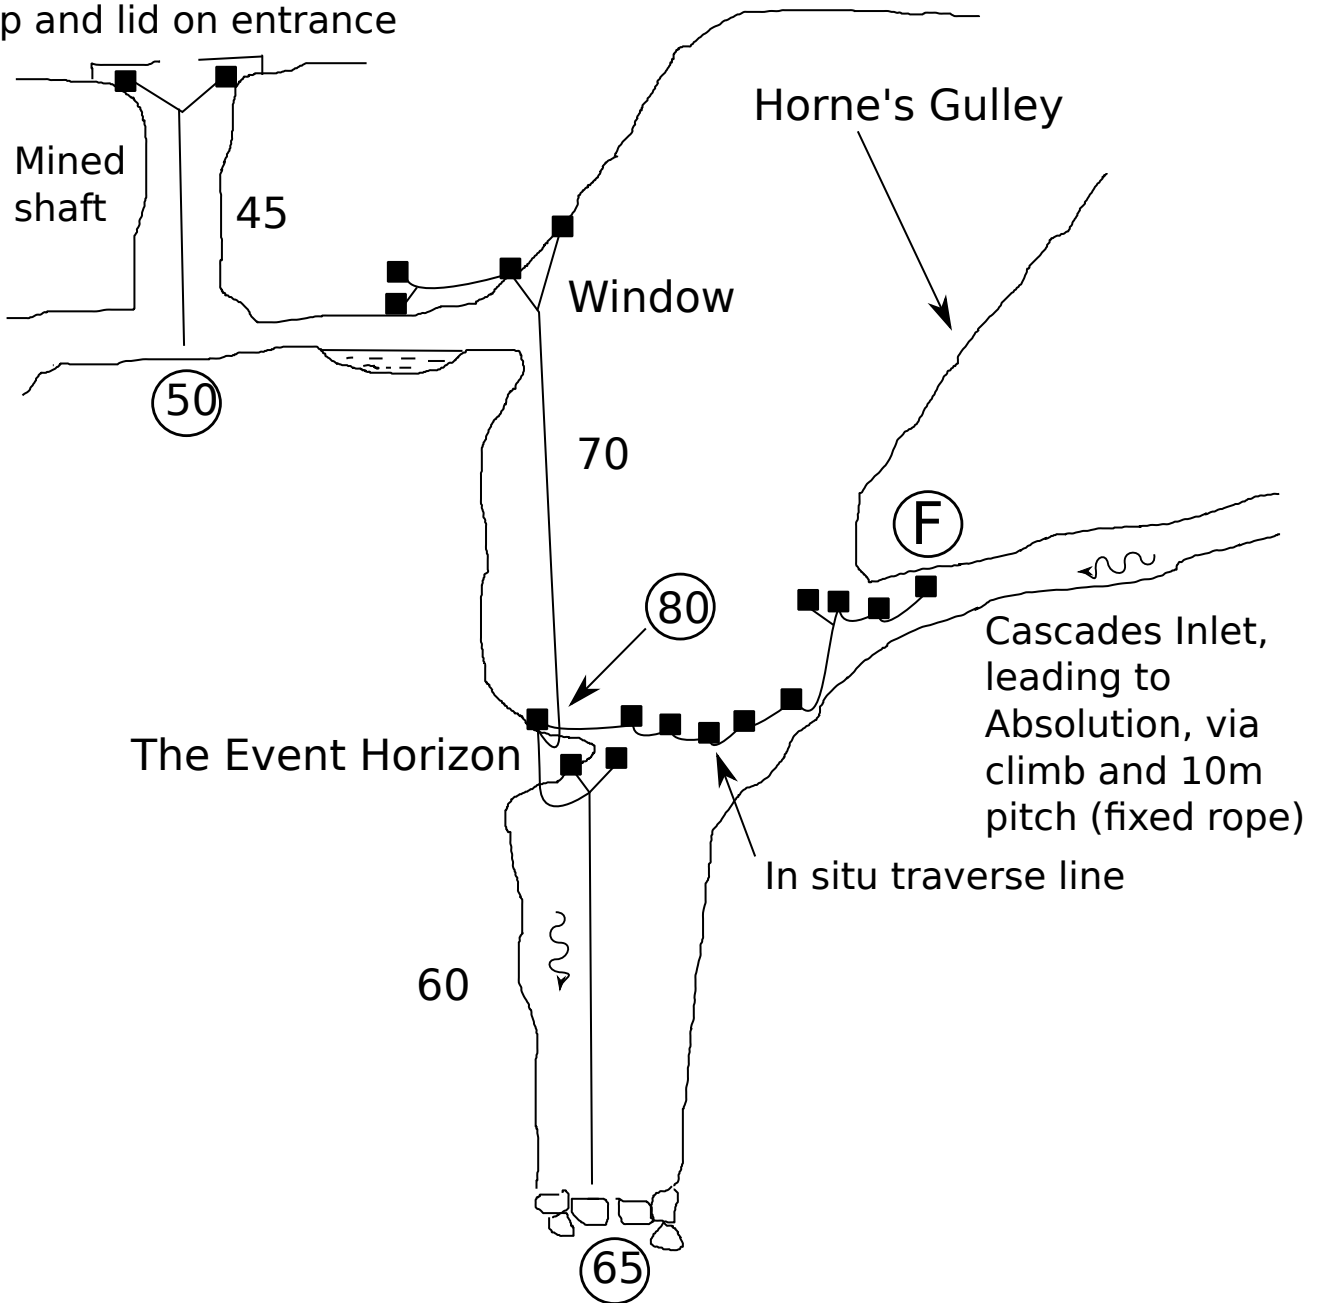 p and lid on entrance
Horne's Gulley
Mined
shaft
45
Window
50
70
F
80
Cascades Inlet,
leading to
Absolution, via
climb and 10m
pitch (fixed rope)
The Event Horizon
In situ traverse line
60
65